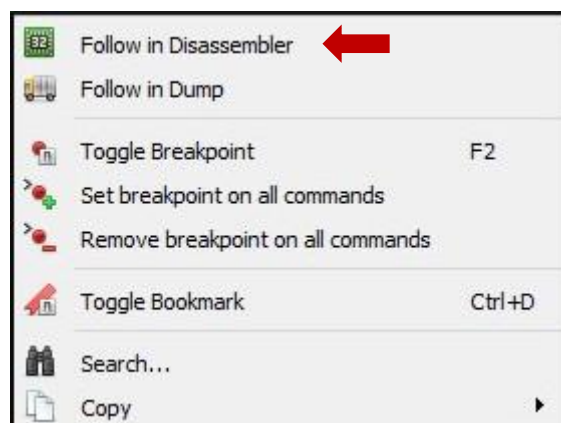 32
Follow in Disassembler
Follow in Dump
Toggle Breakpoint F2
Set breakpoint on all commands
Remove breakpoint on all commands
Toggle Bookmark Ctrl+D
Search...
Copy